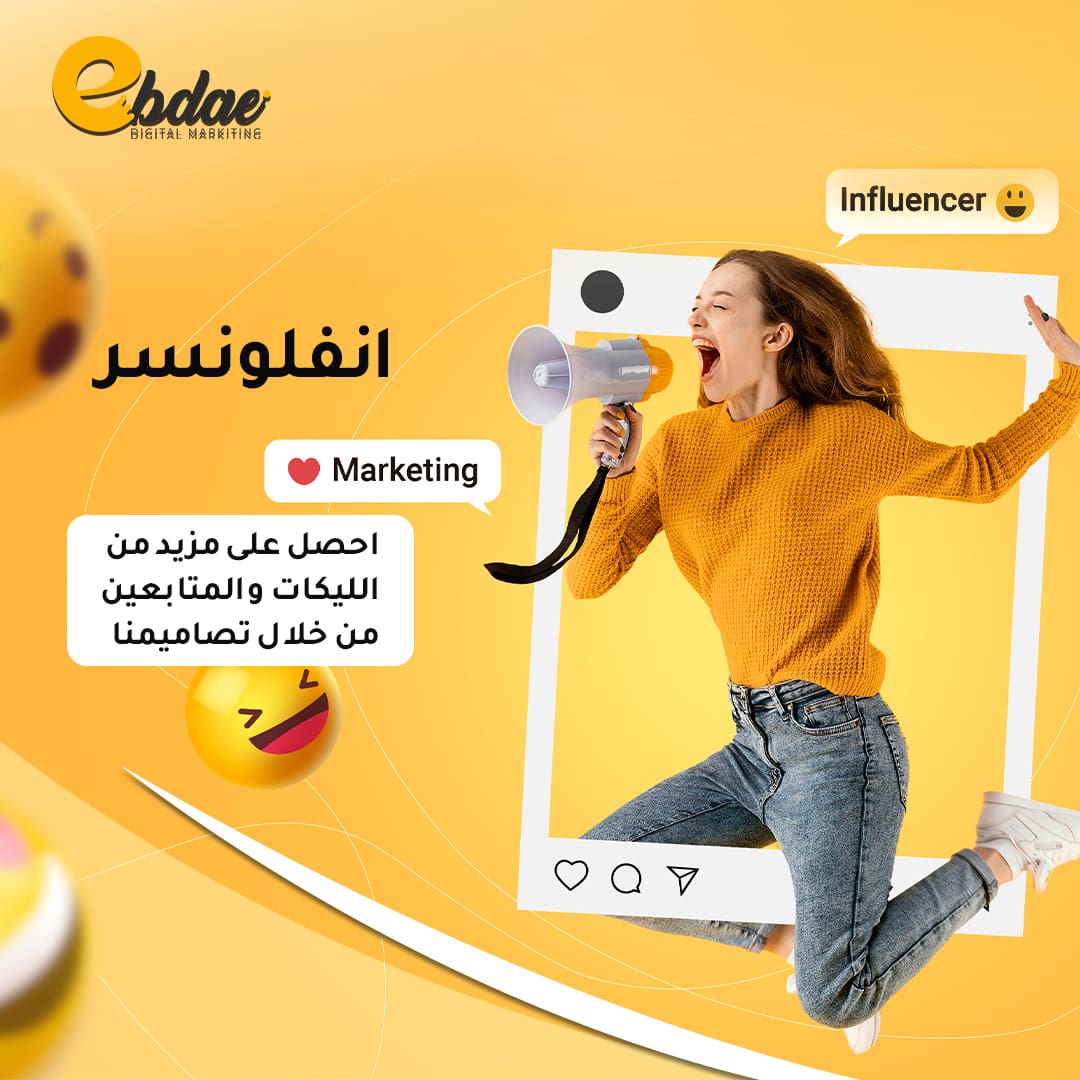 ebdae
DIGITAL MARKITING
Influencer
انفلونسر
Marketing
احصل على مزيد من
الليكات والمتابعين
من خلال تصاميمنا